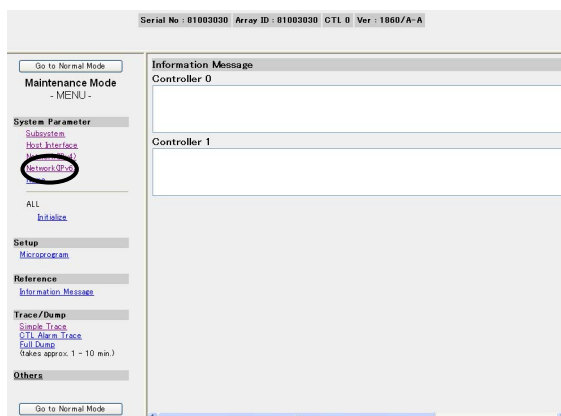 Serial No : 81003030 Array ID : 81003030 CTL 0 Ver : 1860/A-A
Go to Normal Mode
Maintenance Mode
- MENU -
System Parameter
Subsystem
Host Interface
Network(IPv6)
ALL
Initialize
Setup
Microprogram
Reference
Information Message
Trace/Dump
Simple Trace
CTL Alarm Trace
Full Dump
(takes approx. 1 - 10 min.)
Others
Go to Normal Mode
Information Message
Controller 0
Controller 1